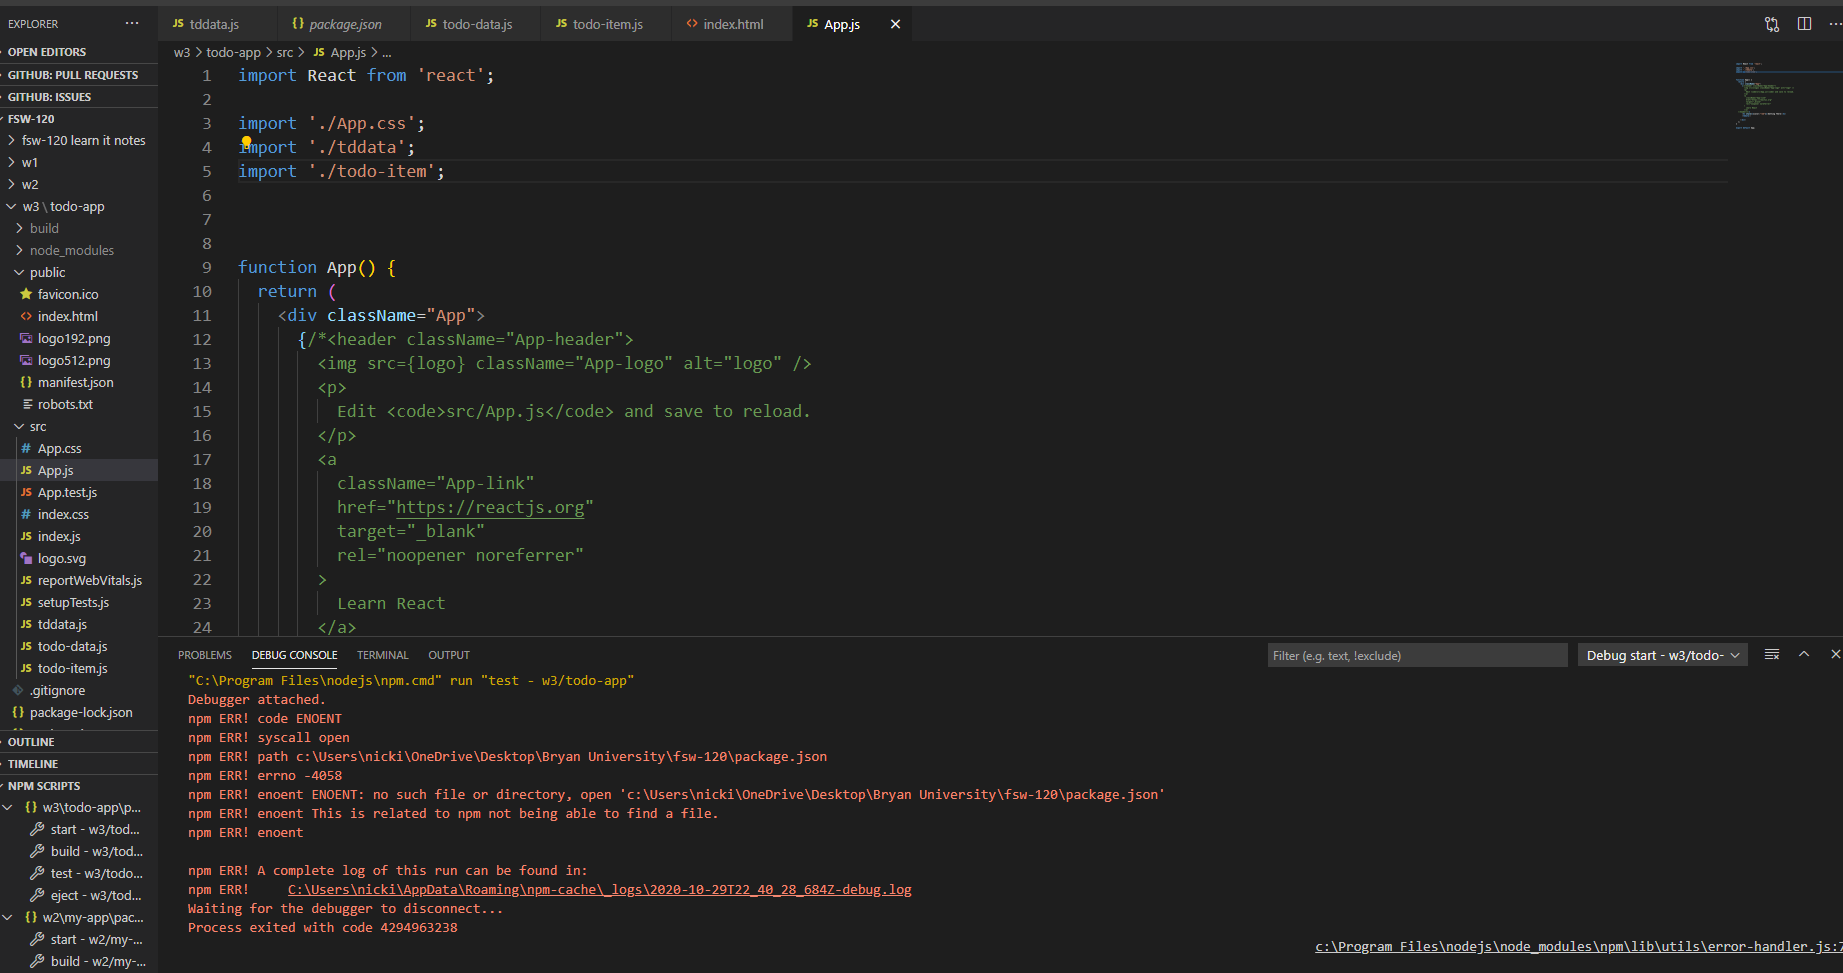 EXPLORER ...
OPEN EDITORS
GITHUB: PULL REQUESTS
GITHUB: ISSUES
FSW-120
fsw-120 learn it notes
w1
w2
w3 \ todo-app
build
node_modules
public
favicon.ico
<> index.html
logo192.png
logo512.png
{} manifest.json
robots.txt
src
# App.css
JS App.js
JS App.test.js
# index.css
JS index.js
logo.svg
JS reportWebVitals.js
JS setupTests.js
JS tddata.js
JS todo-data.js
JS todo-item.js
.gitignore
{} package-lock.json
OUTLINE
TIMELINE
NPM SCRIPTS
{} w3\todo-app\p...
start - w3/tod...
build - w3/tod...
test - w3/todo...
eject - w3/tod...
{} w2\my-app\pac...
start - w2/my-...
build - w2/my-...
JS tddata.js {} package.json JS todo-data.js JS todo-item.js <> index.html JS App.js ×
w3 > todo-app > src > JS App.js > ...
1 import React from 'react';
2
3 import './App.css';
4 import './tddata';
5 import './todo-item';
6
7
8
9 function App() {
10 return (
11 <div className="App">
12 {/*<header className="App-header">
13 <img src={logo} className="App-logo" alt="logo" />
14 <p>
15 Edit <code>src/App.js</code> and save to reload.
16 </p>
17 <a
18 className="App-link"
19 href="https://reactjs.org"
20 target="_blank"
21 rel="noopener noreferrer"
22 >
23 Learn React
24 </a>
PROBLEMS DEBUG CONSOLE TERMINAL OUTPUT Filter (e.g. text, !exclude) Debug start - w3/todo-
"C:\Program Files\nodejs\npm.cmd" run "test - w3/todo-app"
Debugger attached.
npm ERR! code ENOENT
npm ERR! syscall open
npm ERR! path c:\Users\nicki\OneDrive\Desktop\Bryan University\fsw-120\package.json
npm ERR! errno -4058
npm ERR! enoent ENOENT: no such file or directory, open 'c:\Users\nicki\OneDrive\Desktop\Bryan University\fsw-120\package.json'
npm ERR! enoent This is related to npm not being able to find a file.
npm ERR! enoent
npm ERR! A complete log of this run can be found in:
npm ERR! C:\Users\nicki\AppData\Roaming\npm-cache\_logs\2020-10-29T22_40_28_684Z-debug.log
Waiting for the debugger to disconnect...
Process exited with code 4294963238
c:\Program Files\nodejs\node_modules\npm\lib\utils\error-handler.js:7